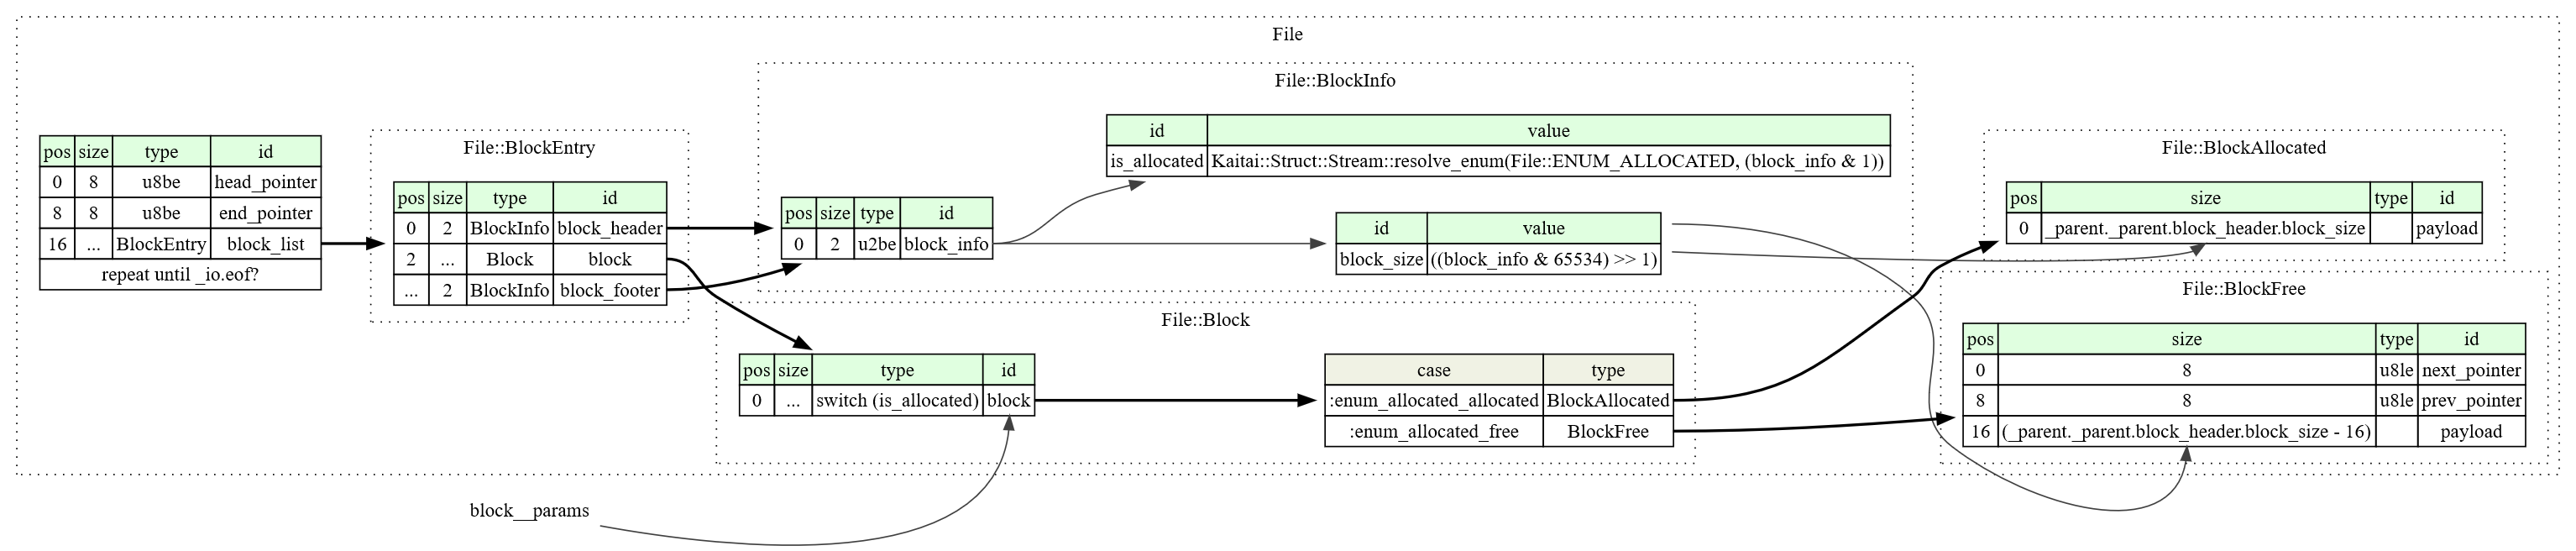 File
pos size type id
0 8 u8be head_pointer
8 8 u8be end_pointer
16 ... BlockEntry block_list
repeat until _io.eof?
File::BlockEntry
pos size type id
0 2 BlockInfo block_header
2 ... Block block
... 2 BlockInfo block_footer
File::BlockInfo
pos size type id
0 2 u2be block_info
id value
is_allocated Kaitai::Struct::Stream::resolve_enum(File::ENUM_ALLOCATED, (block_info & 1))
id value
block_size ((block_info & 65534) >> 1)
File::Block
pos size type id
0 ... switch (is_allocated) block
case type
:enum_allocated_allocated BlockAllocated
:enum_allocated_free BlockFree
File::BlockAllocated
pos size type id
0 _parent._parent.block_header.block_size payload
File::BlockFree
pos size type id
0 8 u8le next_pointer
8 8 u8le prev_pointer
16 (_parent._parent.block_header.block_size - 16) payload
block__params